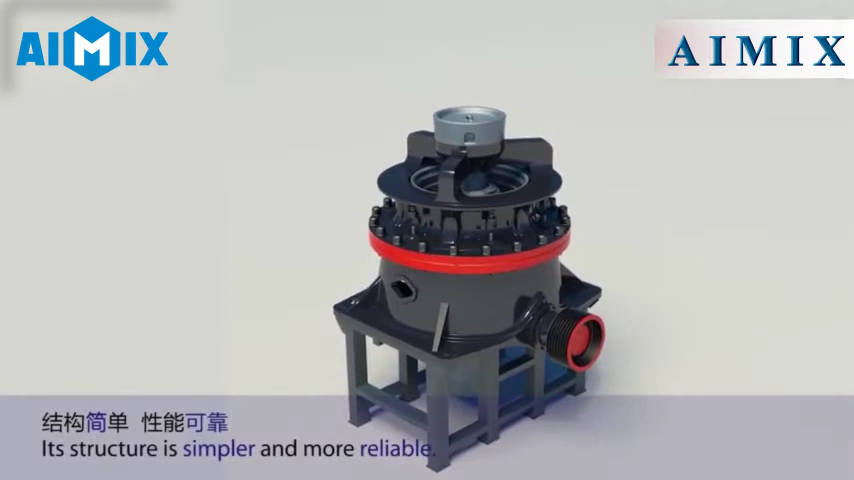 AIMIX
AIMIX
结构简单 性能可靠
Its structure is simpler and more reliable.